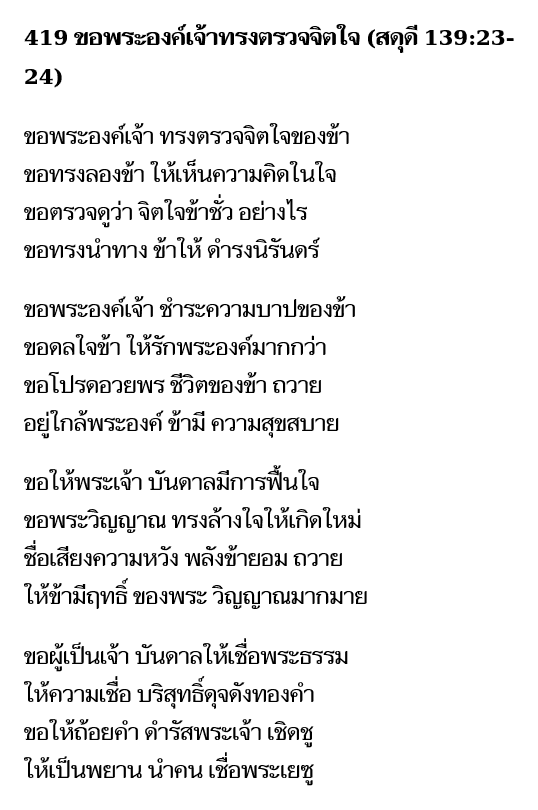 419 ขอพระองค์เจ้าทรงตรวจจิตใจ (สดุดี 139:23-
24)
ขอพระองค์เจ้า ทรงตรวจจิตใจของข้า
ขอทรงลองข้า ให้เห็นความคิดในใจ
ขอตรวจดูว่า จิตใจข้าชั่ว อย่างไร
ขอทรงนำทาง ข้าให้ ดำรงนิรันดร์
ขอพระองค์เจ้า ชำระความบาปของข้า
ขอดลใจข้า ให้รักพระองค์มากกว่า
ขอโปรดอวยพร ชีวิตของข้า ถวาย
อยู่ใกล้พระองค์ ข้ามี ความสุขสบาย
ขอให้พระเจ้า บันดาลมีการฟื้นใจ
ขอพระวิญญาณ ทรงล้างใจให้เกิดใหม่
ชื่อเสียงความหวัง พลังข้ายอม ถวาย
ให้ข้ามีฤทธิ์ ของพระ วิญญาณมากมาย
ขอผู้เป็นเจ้า บันดาลให้เชื่อพระธรรม
ให้ความเชื่อ บริสุทธิ์ดุจดังทองคำ
ขอให้ถ้อยคำ ดำรัสพระเจ้า เชิดชู
ให้เป็นพยาน นำคน เชื่อพระเยซู